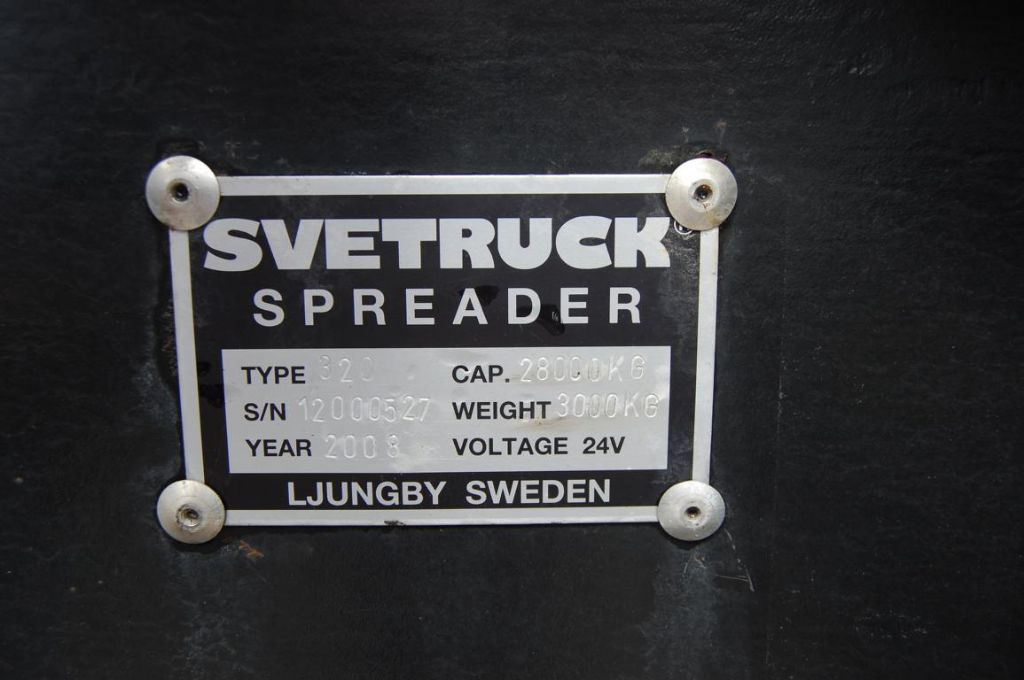 SVETRUCK®
SPREADER
TYPE 320 CAP. 28000KG
S/N 12000527 WEIGHT 3000KG
YEAR 2008 VOLTAGE 24V
LJUNGBY SWEDEN